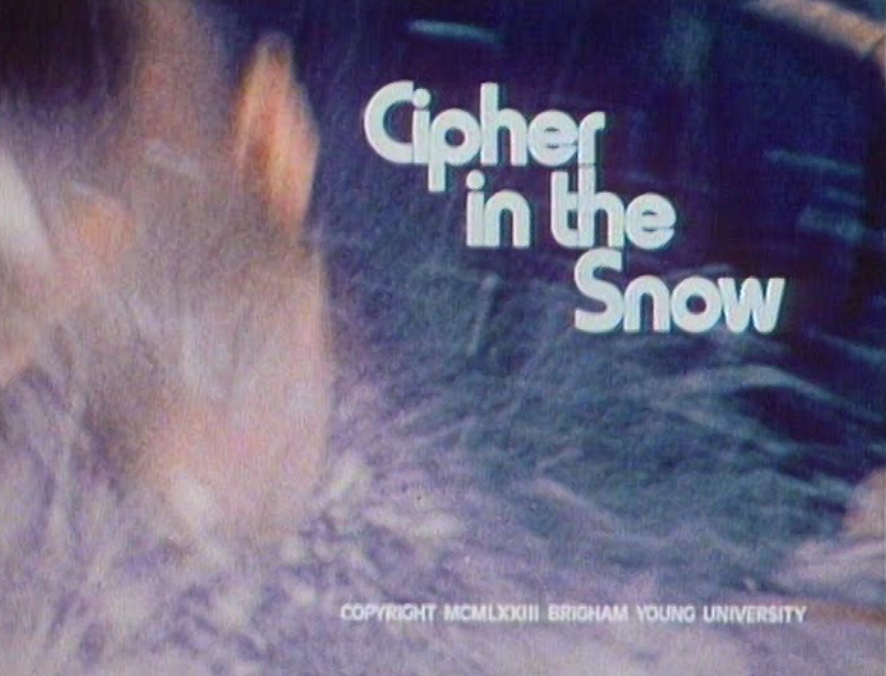 Cipher
in the
Snow
COPYRIGHT MCMLXXIII BRIGHAM YOUNG UNIVERSITY